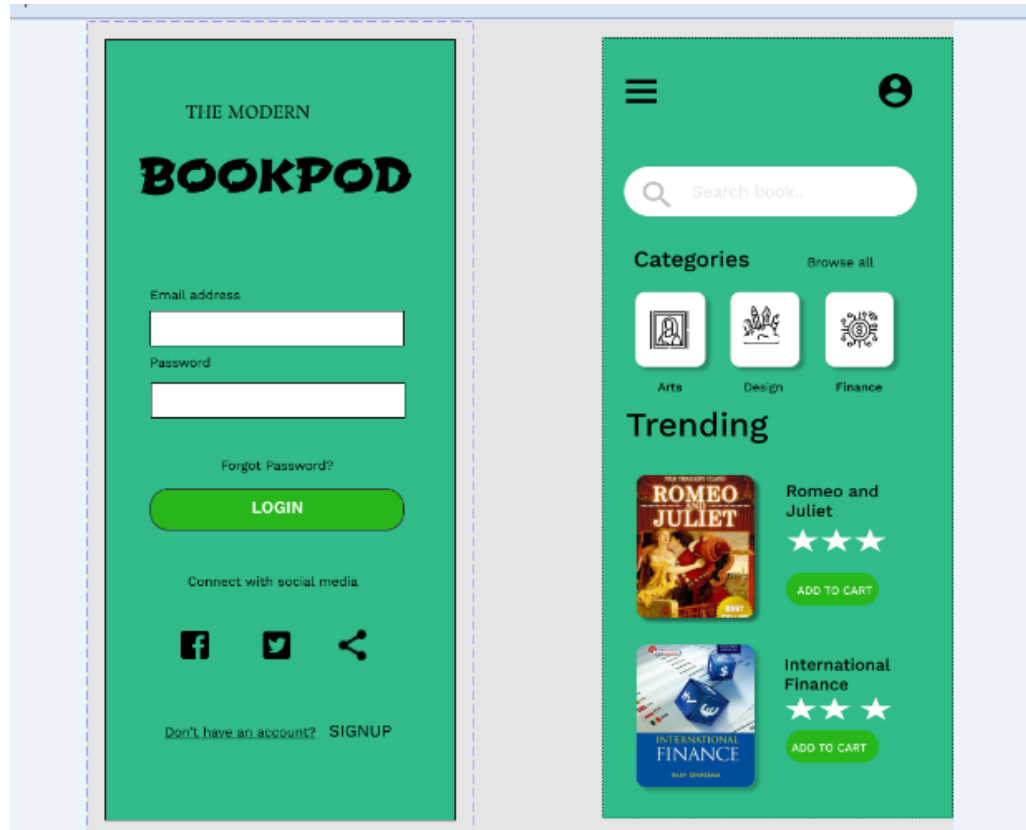 THE MODERN
BOOKPOD
Email address
Password
Forgot Password?
LOGIN
Connect with social media
Don't have an account? SIGNUP
Search book..
Categories
Browse all
Arts
Design
Finance
Trending
ROMEO
AND
JULIET
BEST
Romeo and
Juliet
ADD TO CART
INTERNATIONAL
FINANCE
International
Finance
ADD TO CART